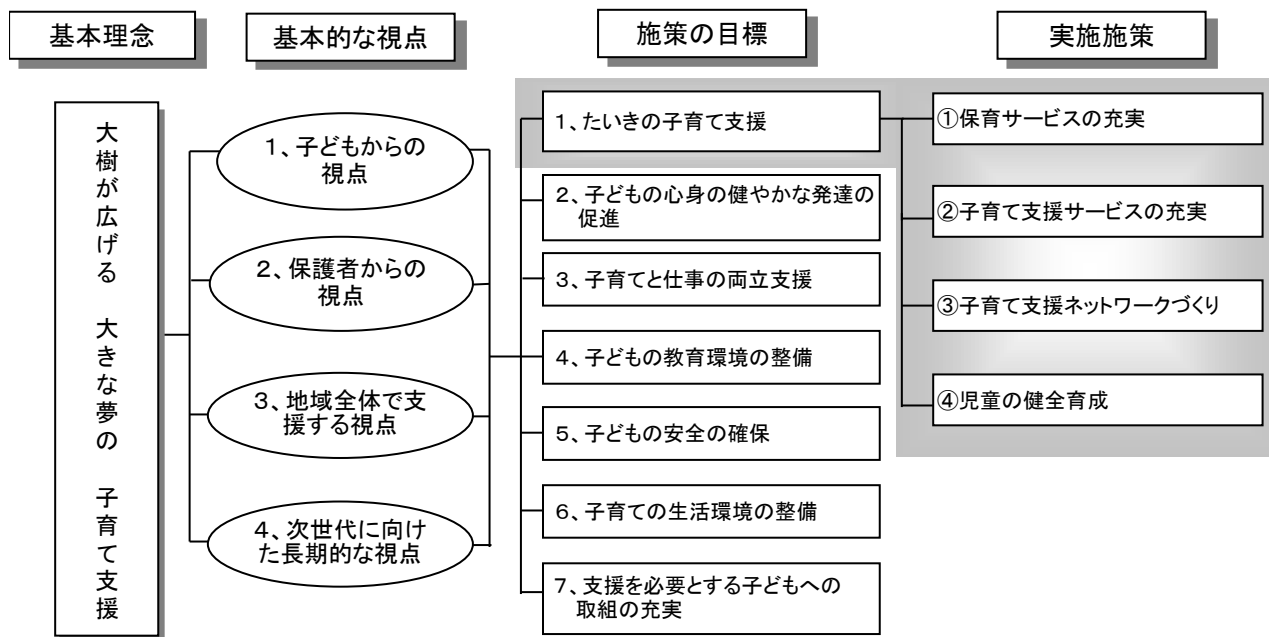 基本理念
基本的な視点
施策の目標
実施施策
大樹が広げる 大きな夢の 子育て支援
1、子どもからの
視点
2、保護者からの
視点
3、地域全体で支
援する視点
4、次世代に向け
た長期的な視点
1、たいきの子育て支援
2、子どもの心身の健やかな発達の
促進
3、子育てと仕事の両立支援
4、子どもの教育環境の整備
5、子どもの安全の確保
6、子育ての生活環境の整備
7、支援を必要とする子どもへの
取組の充実
①保育サービスの充実
②子育て支援サービスの充実
③子育て支援ネットワークづくり
④児童の健全育成